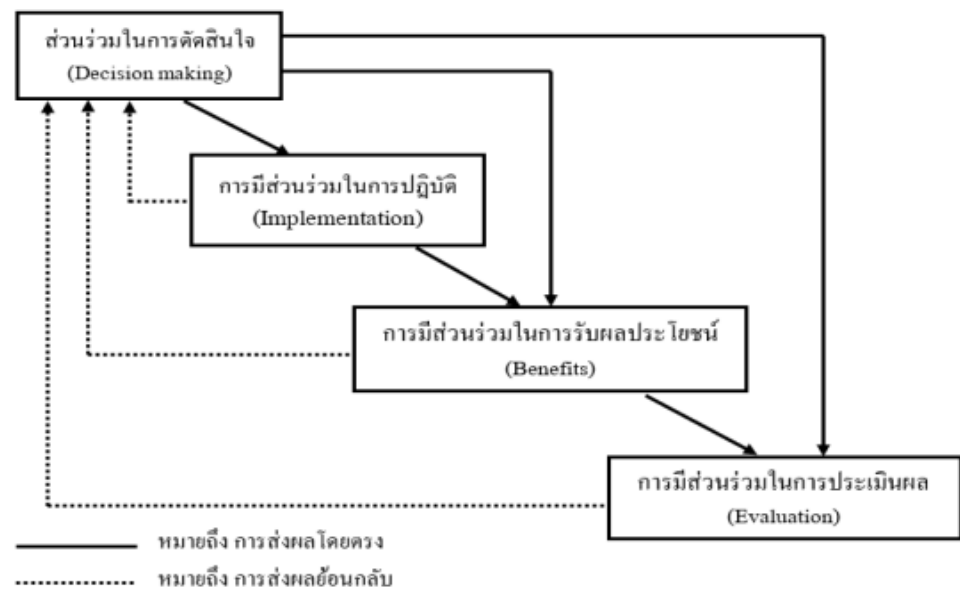 ส่วนร่วมในการตัดสินใจ
(Decision making)
การมีส่วนร่วมในการปฏิบัติ
(Implementation)
การมีส่วนร่วมในการรับผลประโยชน์
(Benefits)
การมีส่วนร่วมในการประเมินผล
(Evaluation)
หมายถึง การส่งผลโดยตรง
หมายถึง การส่งผลย้อนกลับ